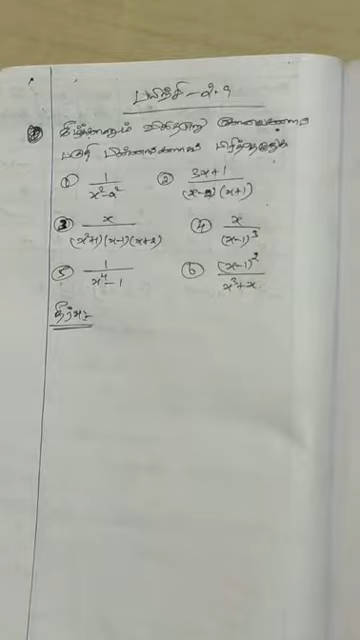 பயிற்சி - 2.9
கீழ்காணும் விகிதமுறு கோவைகளை
பகுதி பின்னங்களாகப் பிரித்தெழுதுக
① 1/(x²-a²) ② (3x+1)/((x-2)(x+1))
③ x/((x²+1)(x-1)(x+2)) ④ x/(x-1)³
⑤ 1/(x⁴-1) ⑥ (x-1)²/(x³+x)
தீர்வு:-